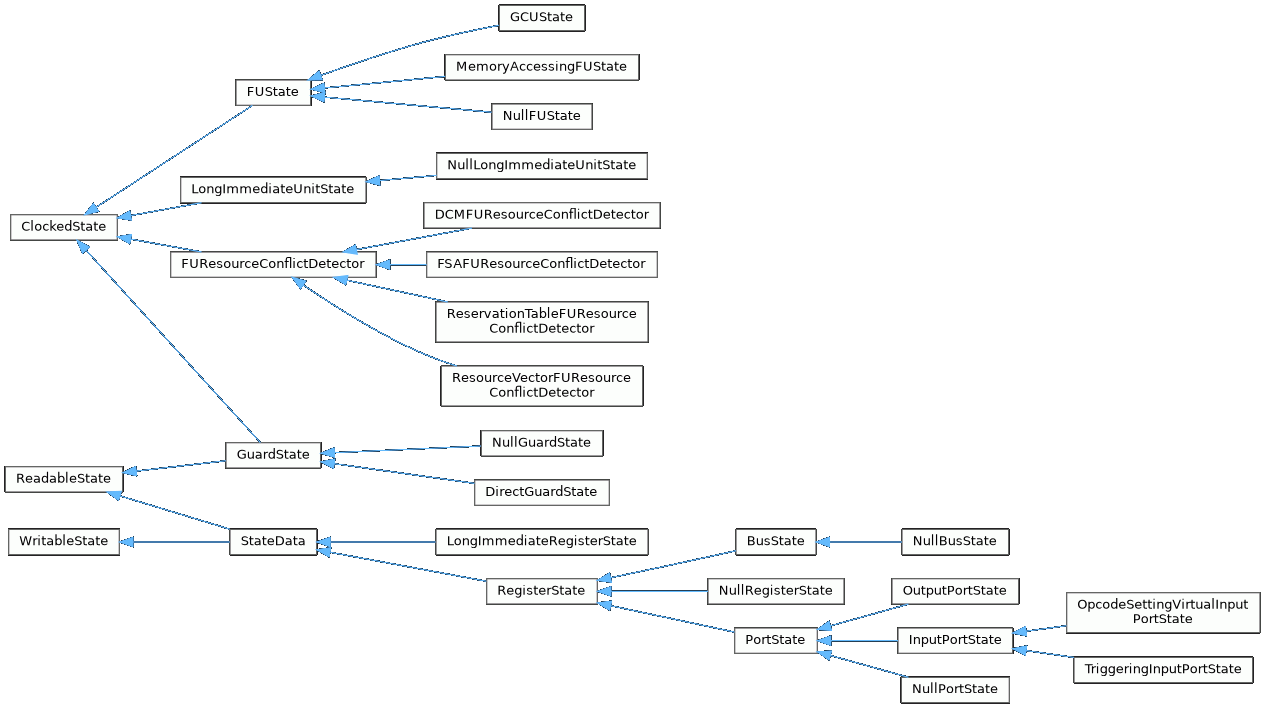 GCUState
MemoryAccessingFUState
FUState
NullFUState
NullLongImmediateUnitState
LongImmediateUnitState
DCMFUResourceConflictDetector
ClockedState
FUResourceConflictDetector
FSAFUResourceConflictDetector
ReservationTableFUResource
ConflictDetector
ResourceVectorFUResource
ConflictDetector
NullGuardState
GuardState
ReadableState
DirectGuardState
WritableState
StateData
LongImmediateRegisterState
BusState
NullBusState
RegisterState
NullRegisterState
OutputPortState
OpcodeSettingVirtualInput
PortState
PortState
InputPortState
TriggeringInputPortState
NullPortState